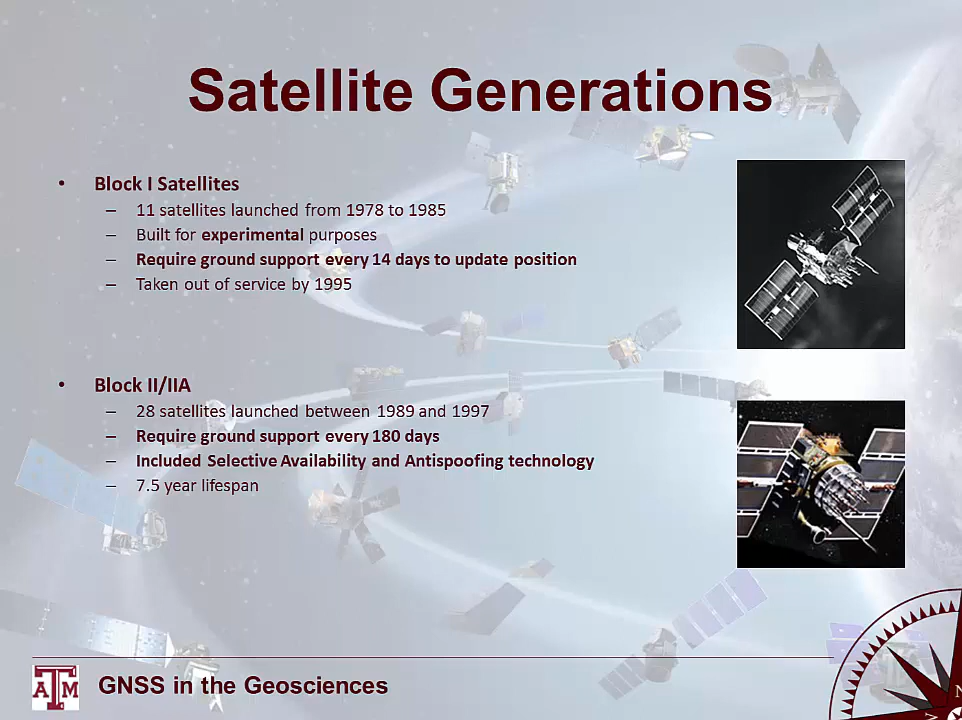 Satellite Generations
• Block I Satellites
– 11 satellites launched from 1978 to 1985
– Built for experimental purposes
– Require ground support every 14 days to update position
– Taken out of service by 1995
• Block II/IIA
– 28 satellites launched between 1989 and 1997
– Require ground support every 180 days
– Included Selective Availability and Antispoofing technology
– 7.5 year lifespan
ATM GNSS in the Geosciences
N